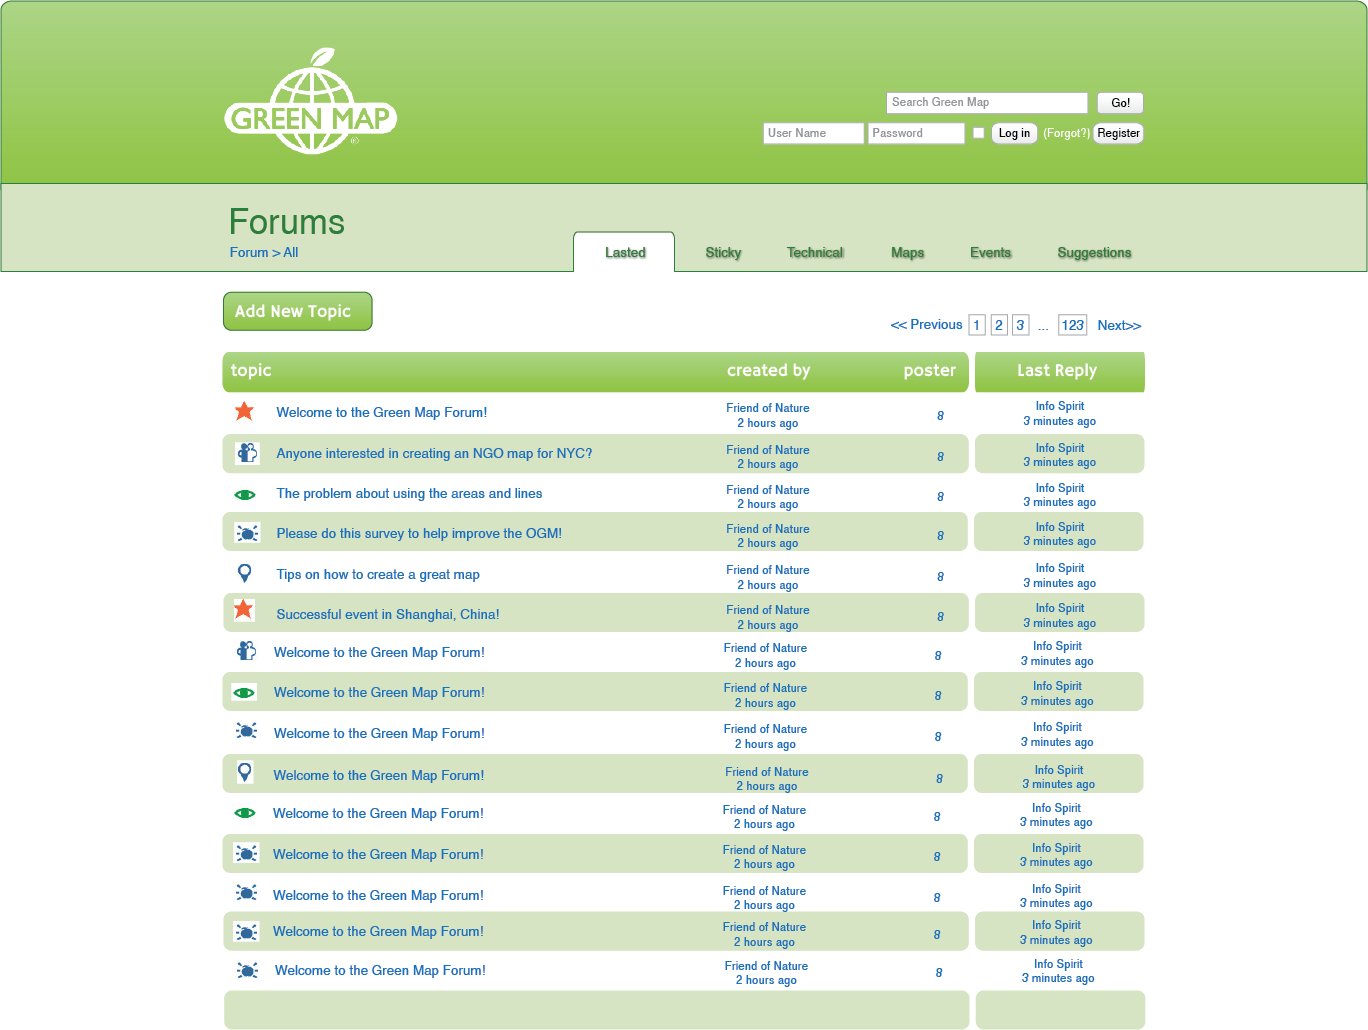 GREEN MAP
®
Search Green Map Go!
User Name Password Log in (Forgot?) Register
Forums
Forum > All
Lasted Sticky Technical Maps Events Suggestions
Add New Topic
<< Previous 1 2 3 ... 123 Next>>
topic created by poster Last Reply
Welcome to the Green Map Forum! Friend of Nature 8 Info Spirit
2 hours ago 3 minutes ago
Anyone interested in creating an NGO map for NYC? Friend of Nature 8 Info Spirit
2 hours ago 3 minutes ago
The problem about using the areas and lines Friend of Nature 8 Info Spirit
2 hours ago 3 minutes ago
Please do this survey to help improve the OGM! Friend of Nature 8 Info Spirit
2 hours ago 3 minutes ago
Tips on how to create a great map Friend of Nature 8 Info Spirit
2 hours ago 3 minutes ago
Successful event in Shanghai, China! Friend of Nature 8 Info Spirit
2 hours ago 3 minutes ago
Welcome to the Green Map Forum! Friend of Nature 8 Info Spirit
2 hours ago 3 minutes ago
Welcome to the Green Map Forum! Friend of Nature 8 Info Spirit
2 hours ago 3 minutes ago
Welcome to the Green Map Forum! Friend of Nature 8 Info Spirit
2 hours ago 3 minutes ago
Welcome to the Green Map Forum! Friend of Nature 8 Info Spirit
2 hours ago 3 minutes ago
Welcome to the Green Map Forum! Friend of Nature 8 Info Spirit
2 hours ago 3 minutes ago
Welcome to the Green Map Forum! Friend of Nature 8 Info Spirit
2 hours ago 3 minutes ago
Welcome to the Green Map Forum! Friend of Nature 8 Info Spirit
2 hours ago 3 minutes ago
Welcome to the Green Map Forum! Friend of Nature 8 Info Spirit
2 hours ago 3 minutes ago
Welcome to the Green Map Forum! Friend of Nature 8 Info Spirit
2 hours ago 3 minutes ago